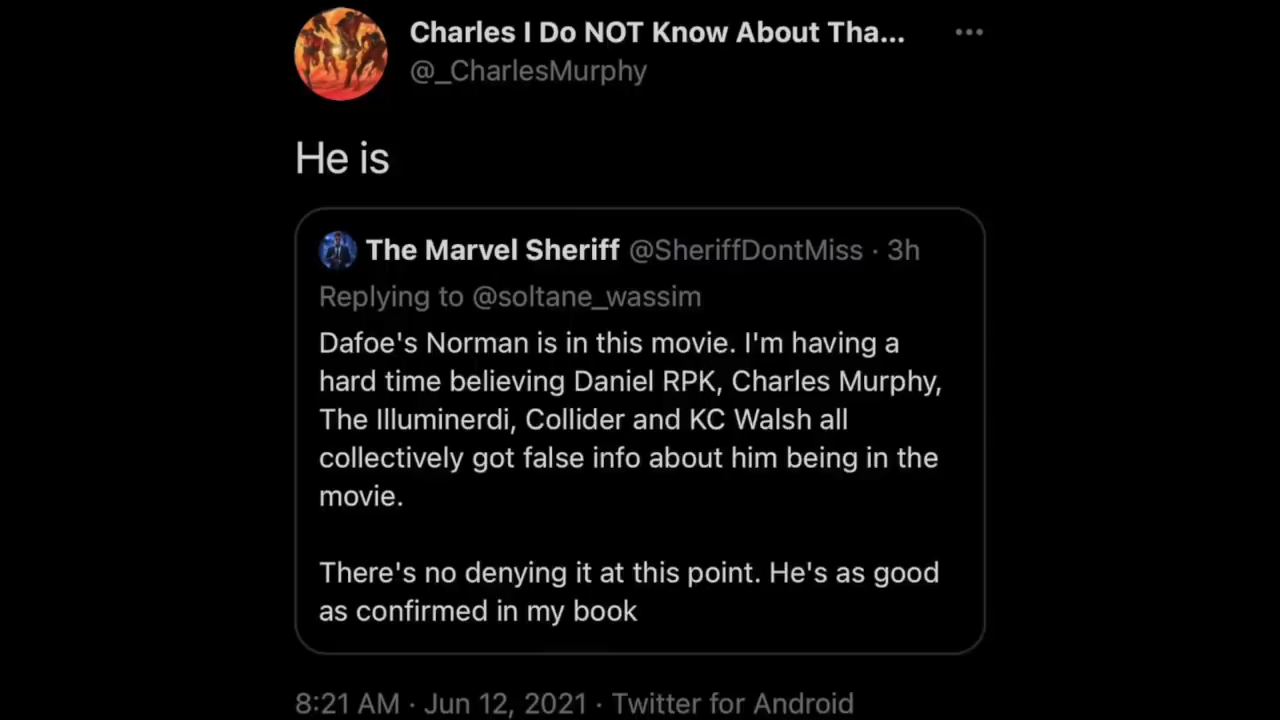 Charles I Do NOT Know About Tha...
@_CharlesMurphy
He is
The Marvel Sheriff @SheriffDontMiss · 3h
Replying to @soltane_wassim
Dafoe's Norman is in this movie. I'm having a
hard time believing Daniel RPK, Charles Murphy,
The Illuminerdi, Collider and KC Walsh all
collectively got false info about him being in the
movie.
There's no denying it at this point. He's as good
as confirmed in my book
8:21 AM · Jun 12, 2021 · Twitter for Android